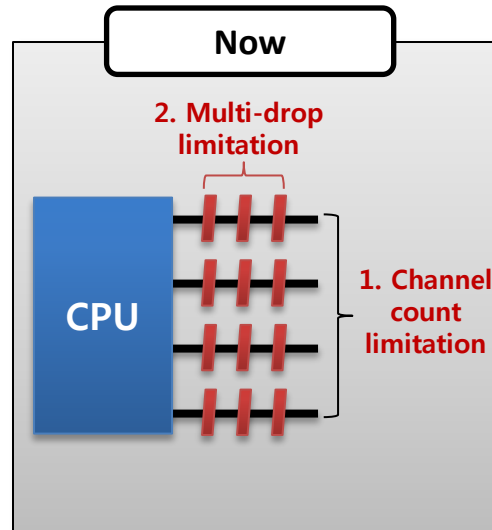 Now
2. Multi-drop
limitation
CPU
1. Channel
count
limitation